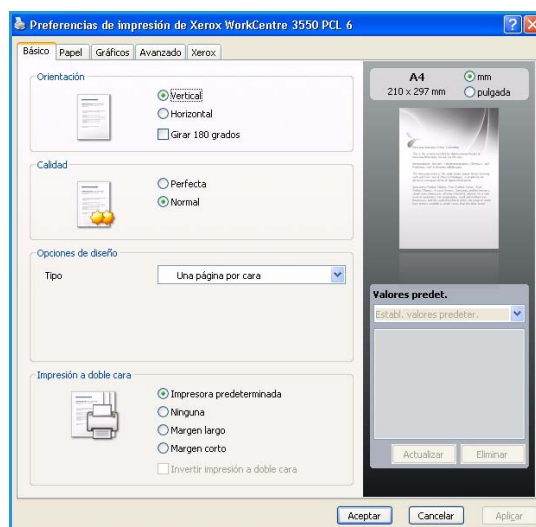 Preferencias de impresión de Xerox WorkCentre 3550 PCL 6
Básico Papel Gráficos Avanzado Xerox
Orientación
Vertical
Horizontal
Girar 180 grados
Calidad
Perfecta
Normal
Opciones de diseño
Tipo Una página por cara
Impresión a doble cara
Impresora predeterminada
Ninguna
Margen largo
Margen corto
Invertir impresión a doble cara
A4 mm
210 x 297 mm pulgada
Valores predet.
Establ. valores predeter.
Actualizar Eliminar
Aceptar Cancelar Aplicar